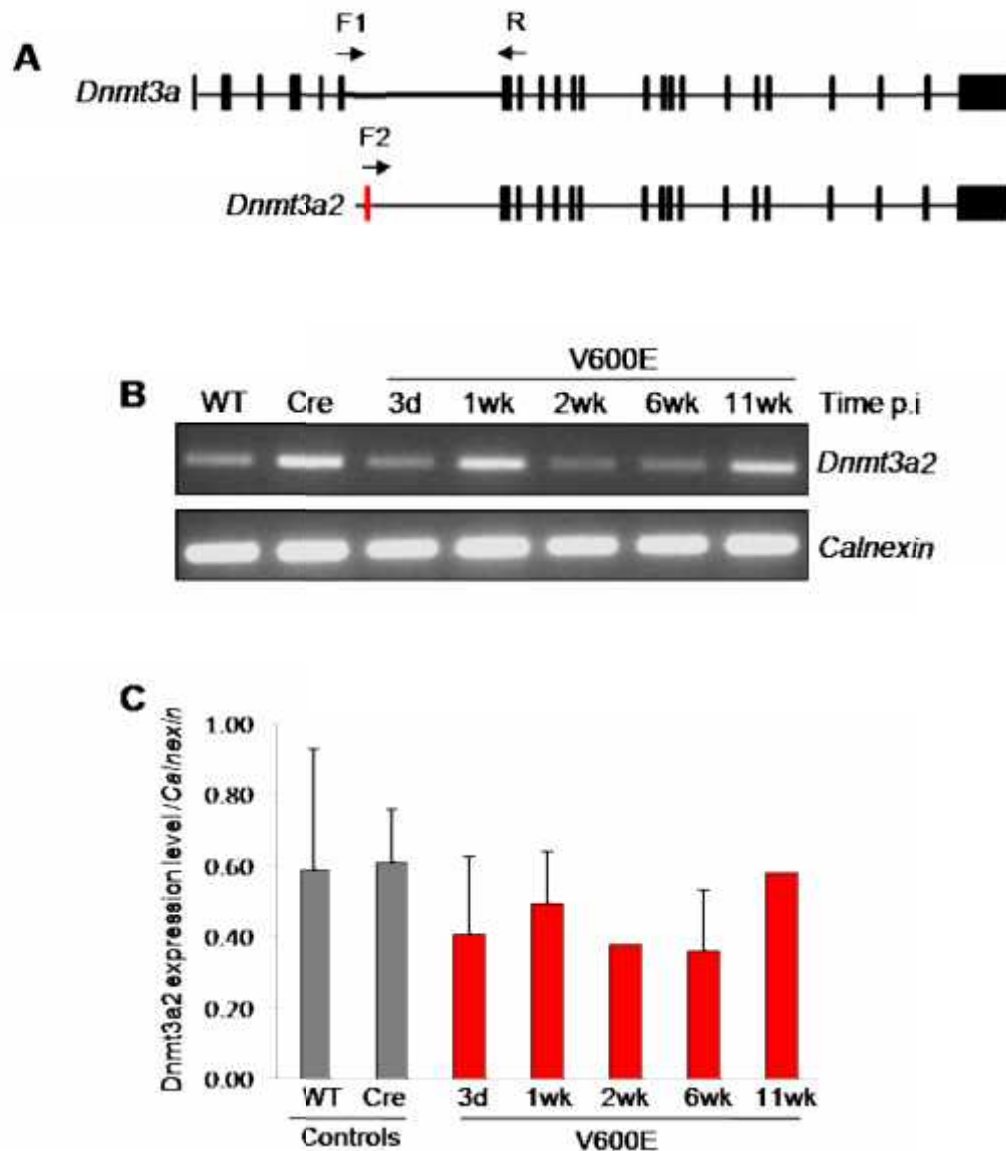 A
F1 R
Dnmt3a
F2
Dnmt3a2
B
V600E
WT Cre 3d 1wk 2wk 6wk 11wk Time p.i
Dnmt3a2
Calnexin
C
Dnmt3a2 expression level /Calnexin
1.00
0.80
0.60
0.40
0.20
0.00
WT Cre 3d 1wk 2wk 6wk 11wk
Controls V600E